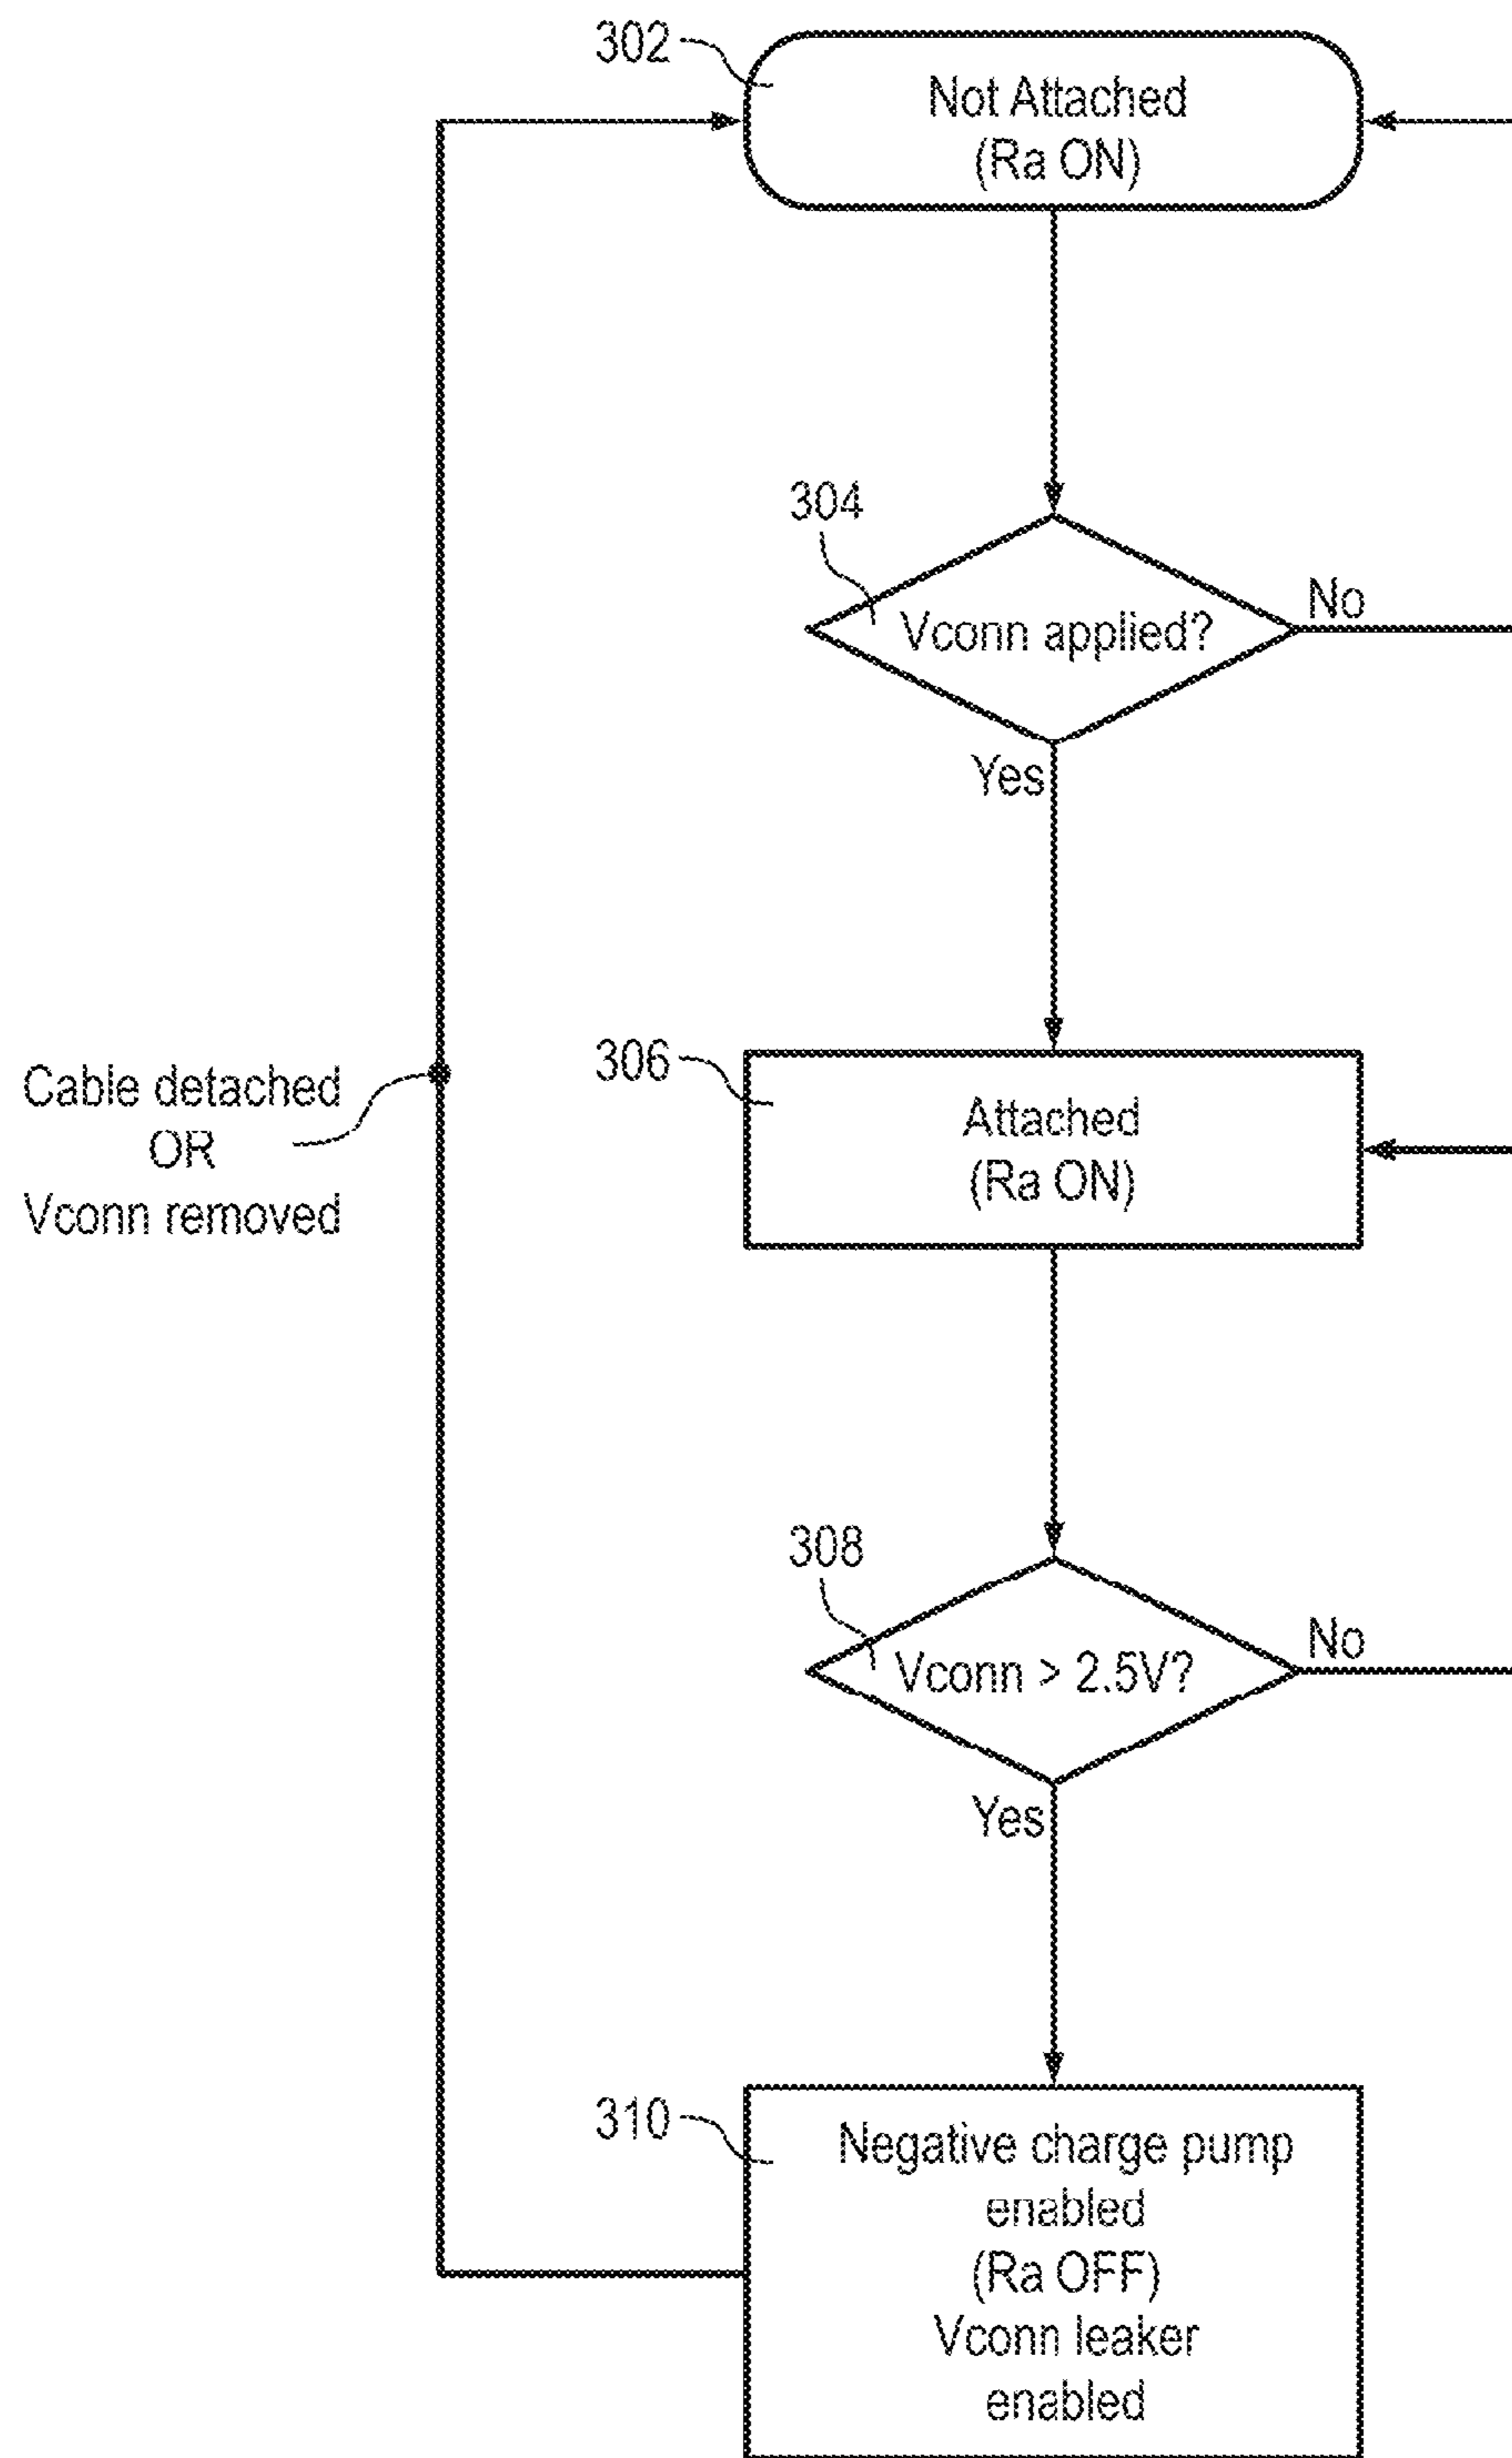 302
Not Attached
(Ra ON)
304
Vconn applied?
No
Yes
306
Attached
(Ra ON)
Cable detached
OR
Vconn removed
308
Vconn > 2.5V?
No
Yes
310
Negative charge pump
enabled
(Ra OFF)
Vconn leaker
enabled